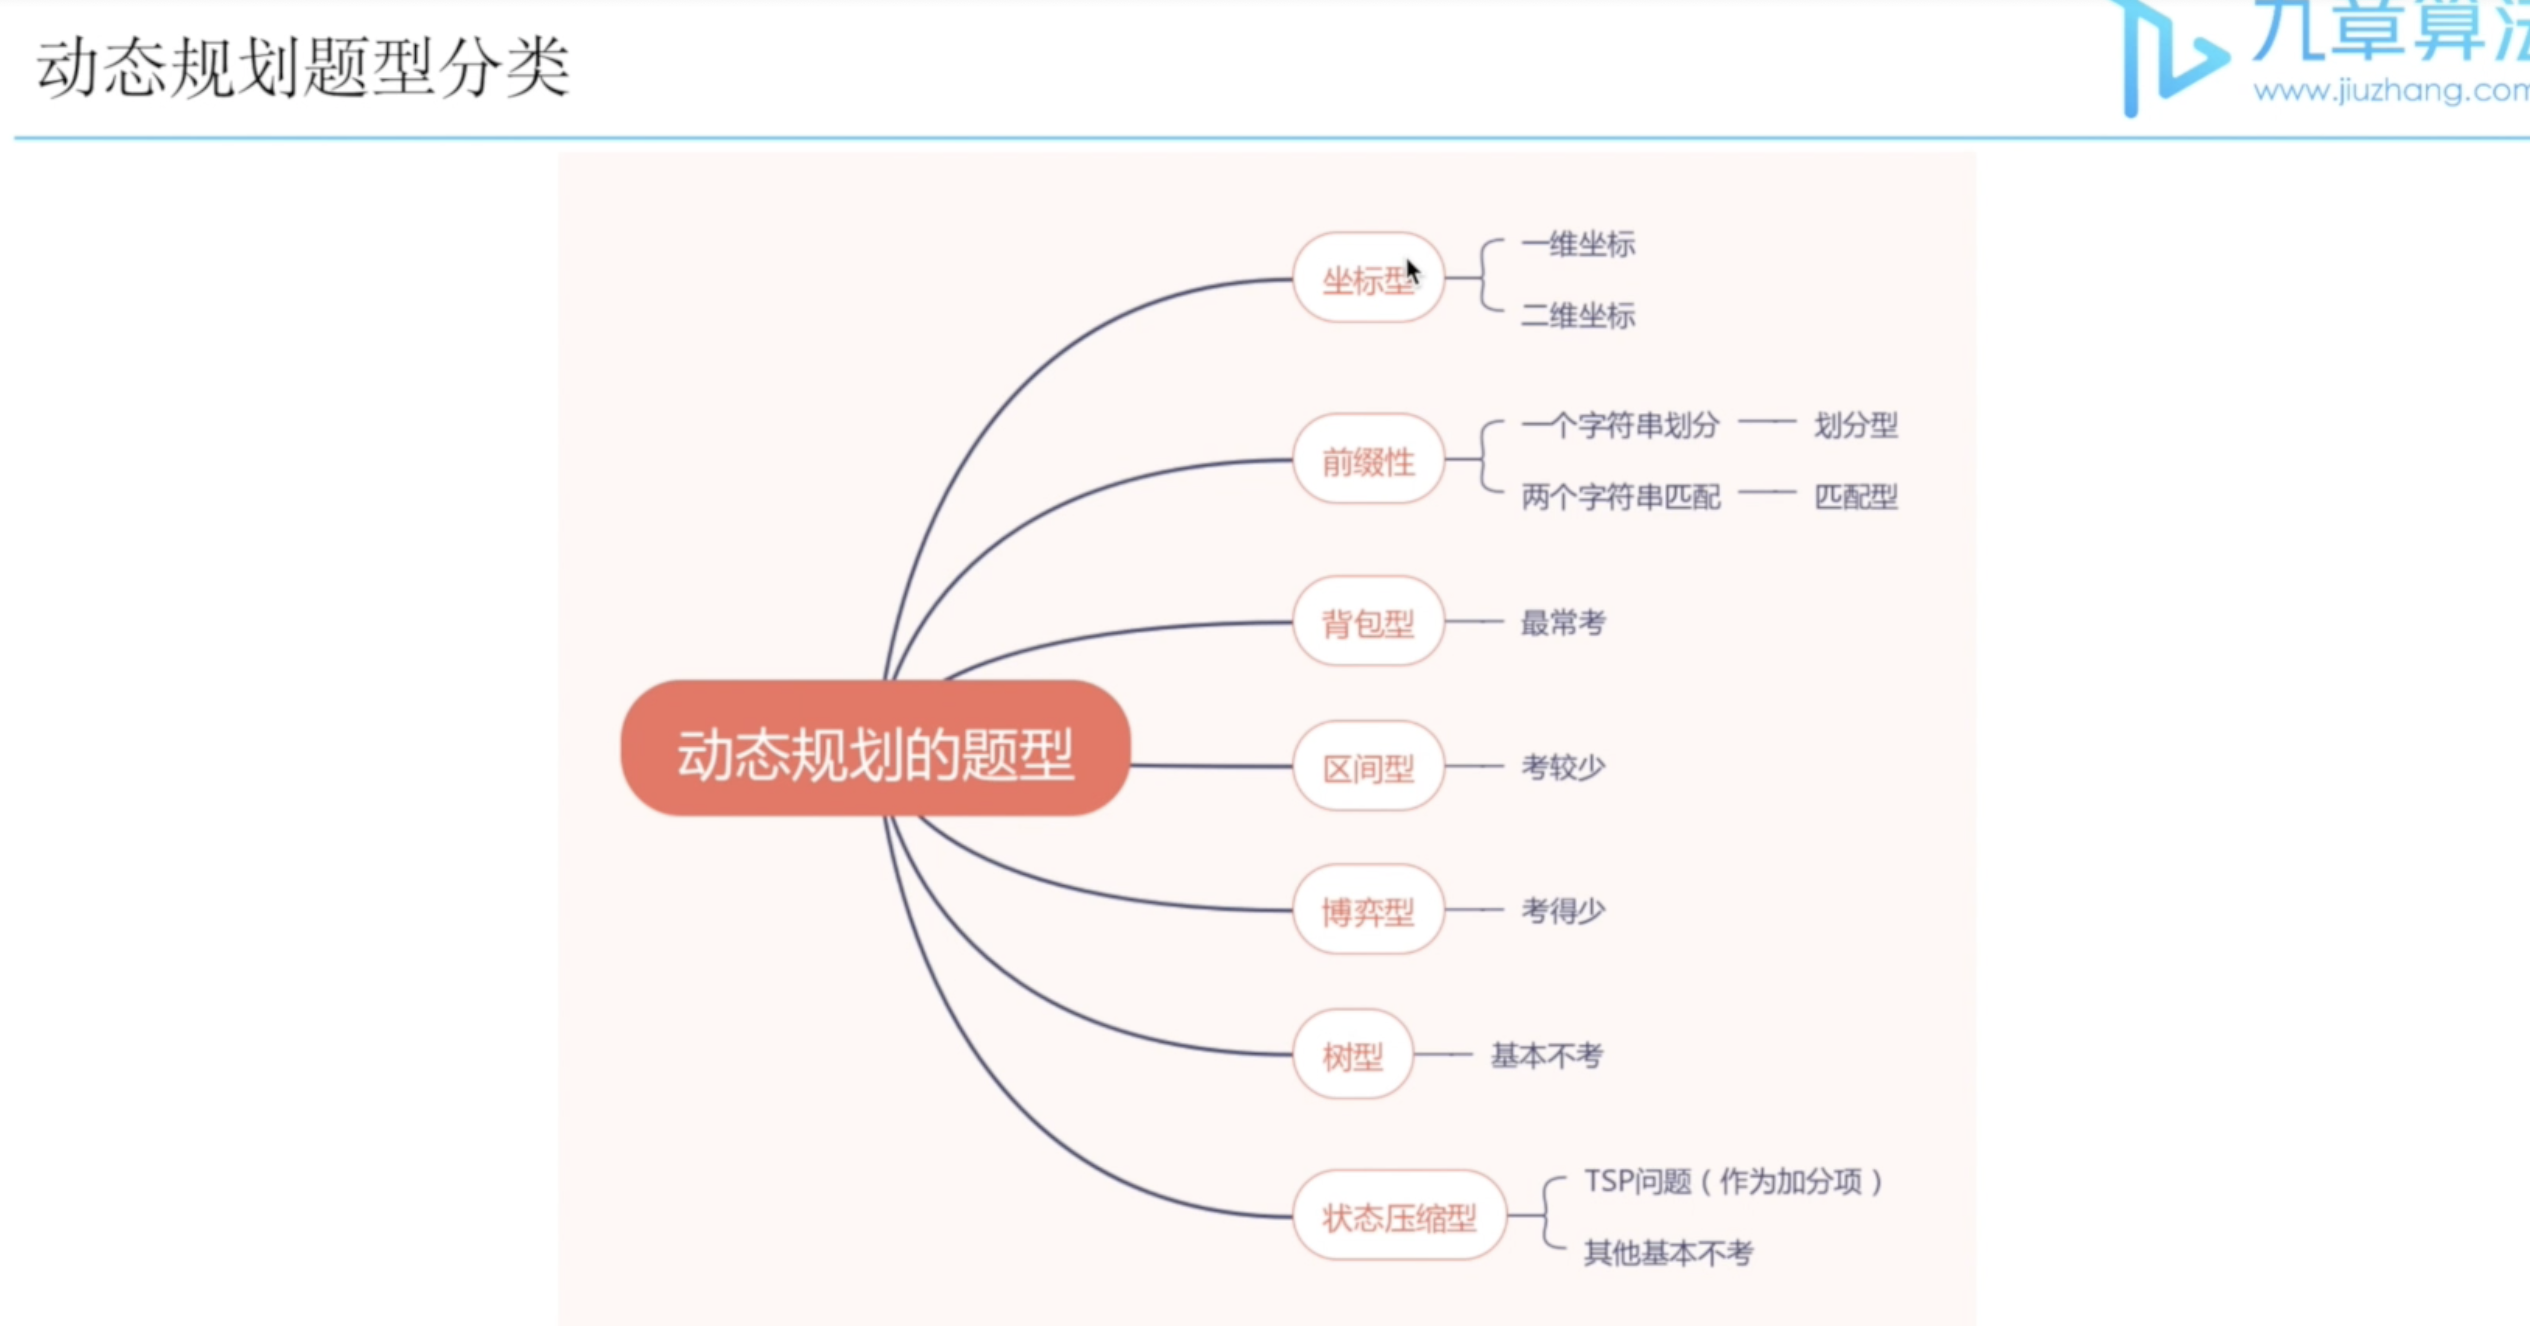 动态规划题型分类
九章算法
www.jiuzhang.com
动态规划的题型
坐标型
一维坐标
二维坐标
前缀性
一个字符串划分
划分型
两个字符串匹配
匹配型
背包型
最常考
区间型
考较少
博弈型
考得少
树型
基本不考
状态压缩型
TSP问题（作为加分项）
其他基本不考